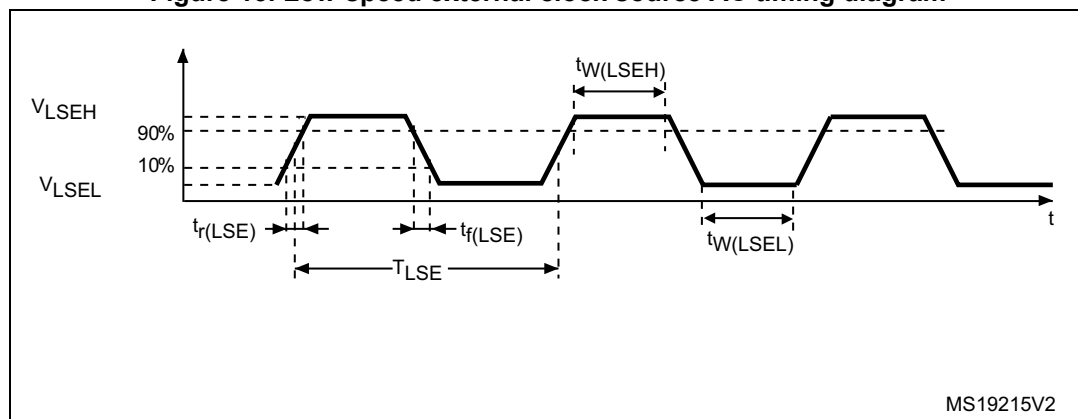 Figure Low-speed external clock source AC timing diagram
tW(LSEH)
VLSEH
90%
10%
VLSEL
tr(LSE)
tf(LSE)
tW(LSEL)
t
TLSE
MS19215V2